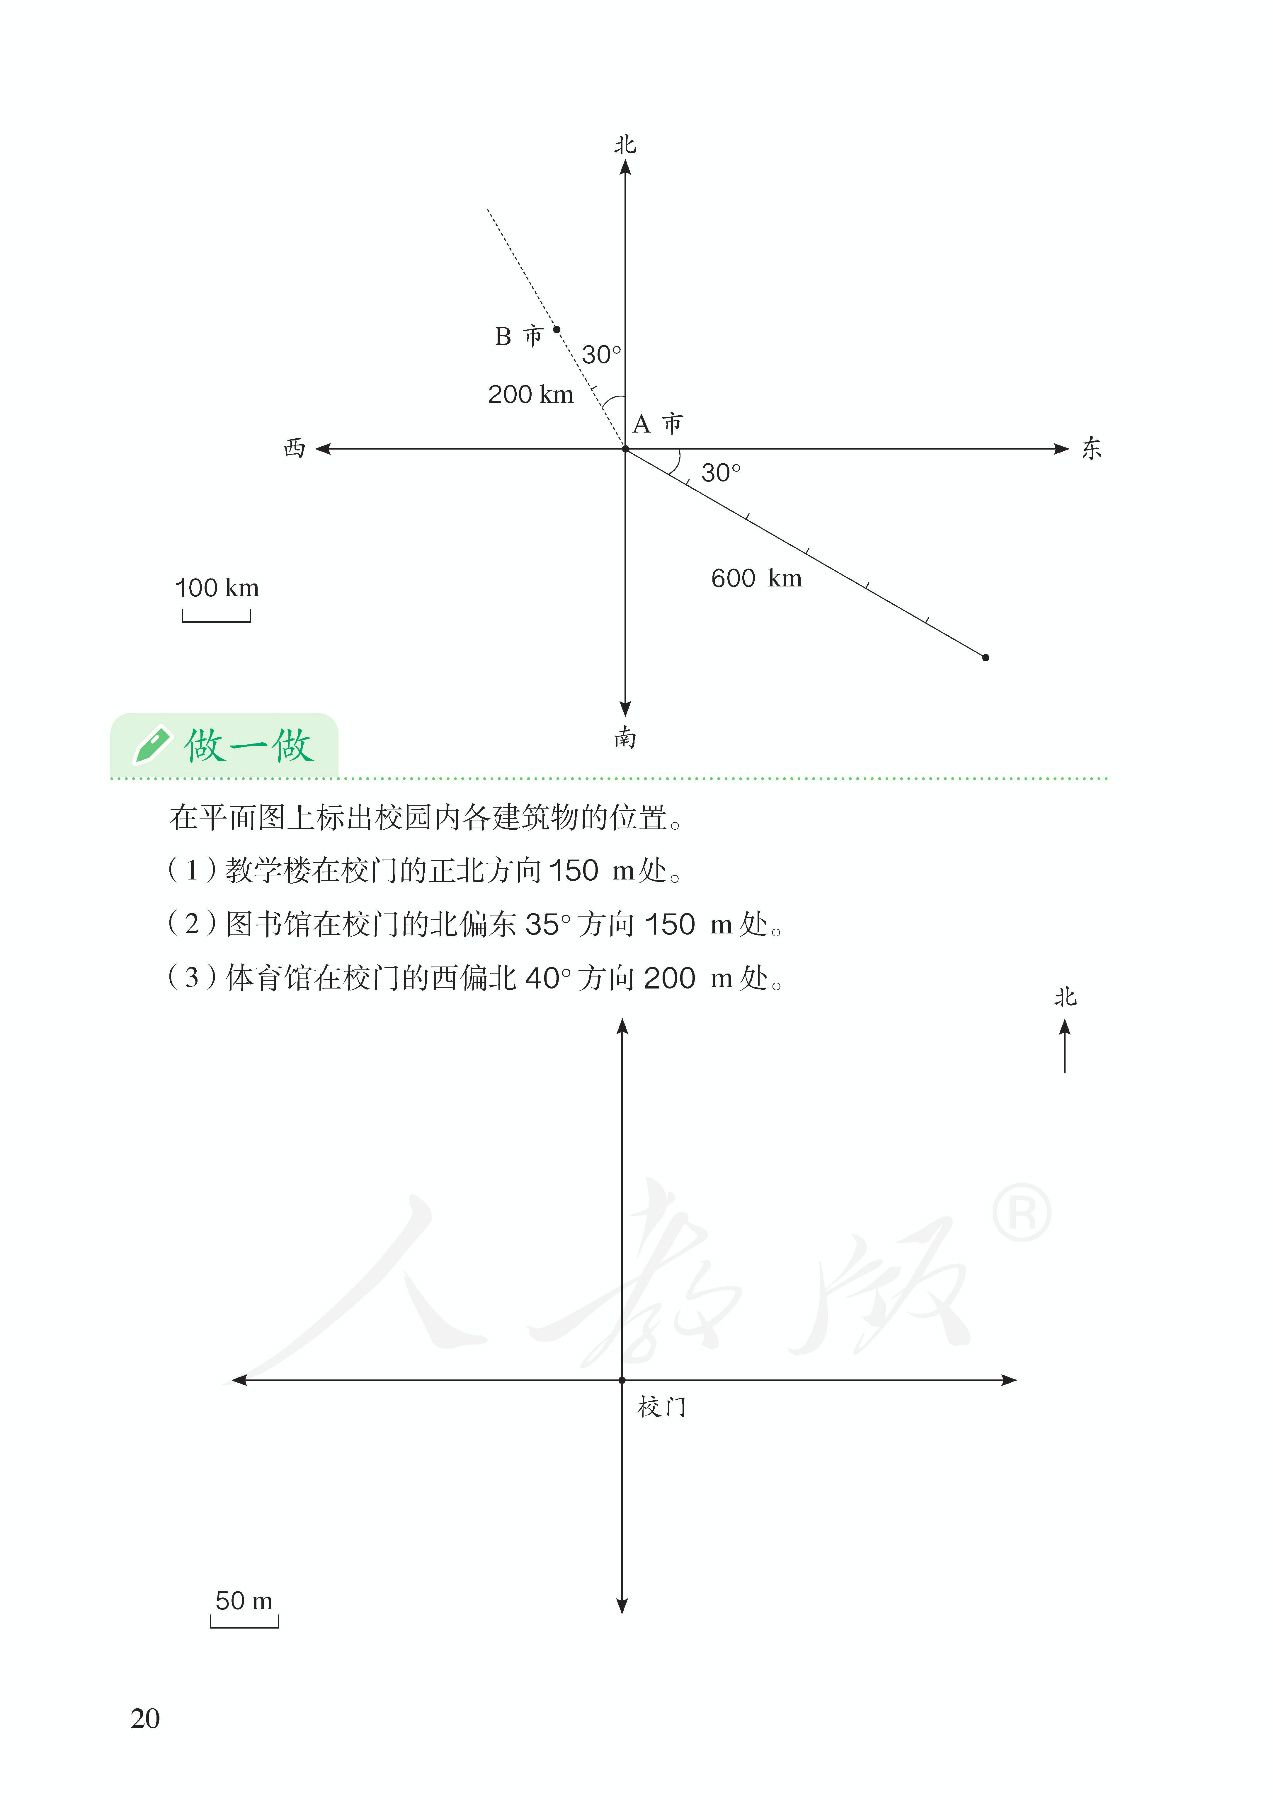 北
B 市
30°
200 km
A 市
西
东
30°
600 km
100 km
南
做一做
在平面图上标出校园内各建筑物的位置。
（1）教学楼在校门的正北方向150 m处。
（2）图书馆在校门的北偏东 35° 方向 150 m 处。
（3）体育馆在校门的西偏北 40° 方向 200 m 处。
北
人教版®
校门
50 m
20